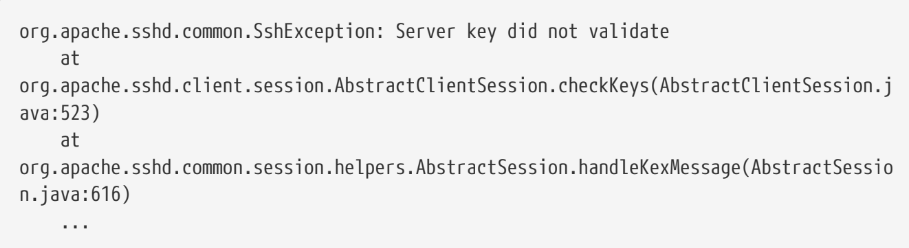 org.apache.sshd.common.SshException: Server key did not validate
    at
org.apache.sshd.client.session.AbstractClientSession.checkKeys(AbstractClientSession.j
ava:523)
    at
org.apache.sshd.common.session.helpers.AbstractSession.handleKexMessage(AbstractSessio
n.java:616)
    ...